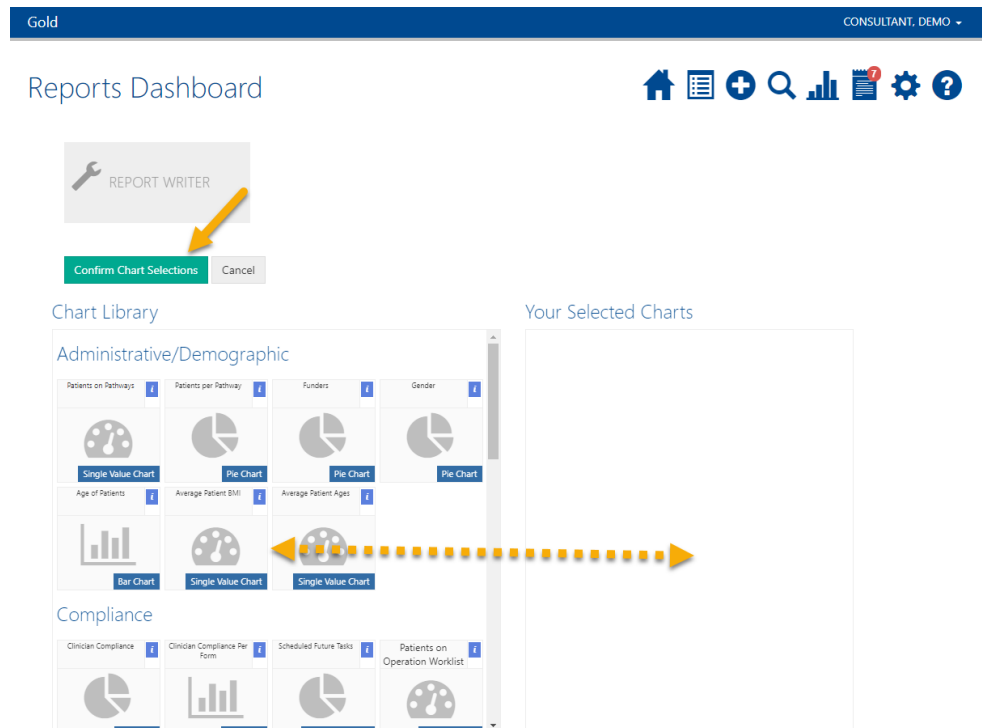 Gold
CONSULTANT, DEMO
Reports Dashboard
7
REPORT WRITER
Confirm Chart Selections
Cancel
Chart Library
Your Selected Charts
Administrative/Demographic
Patients on Pathways
i
Patients per Pathway
i
Funders
i
Gender
i
Single Value Chart
Pie Chart
Pie Chart
Pie Chart
Age of Patients
i
Average Patient BMI
i
Average Patient Ages
i
Bar Chart
Single Value Chart
Single Value Chart
Compliance
Clinician Compliance
i
Clinician Compliance Per
Form
i
Scheduled Future Tasks
i
Patients on
Operation Worklist
i